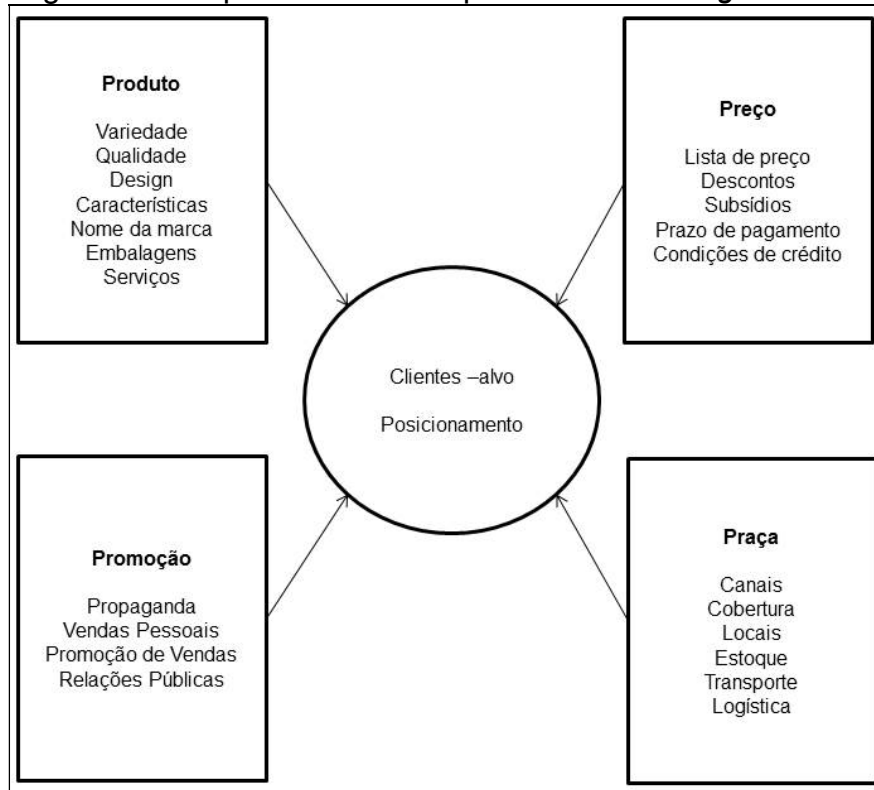 Produto
Variedade
Qualidade
Design
Características
Nome da marca
Embalagens
Serviços
Preço
Lista de preço
Descontos
Subsídios
Prazo de pagamento
Condições de crédito
Clientes –alvo
Posicionamento
Promoção
Propaganda
Vendas Pessoais
Promoção de Vendas
Relações Públicas
Praça
Canais
Cobertura
Locais
Estoque
Transporte
Logística